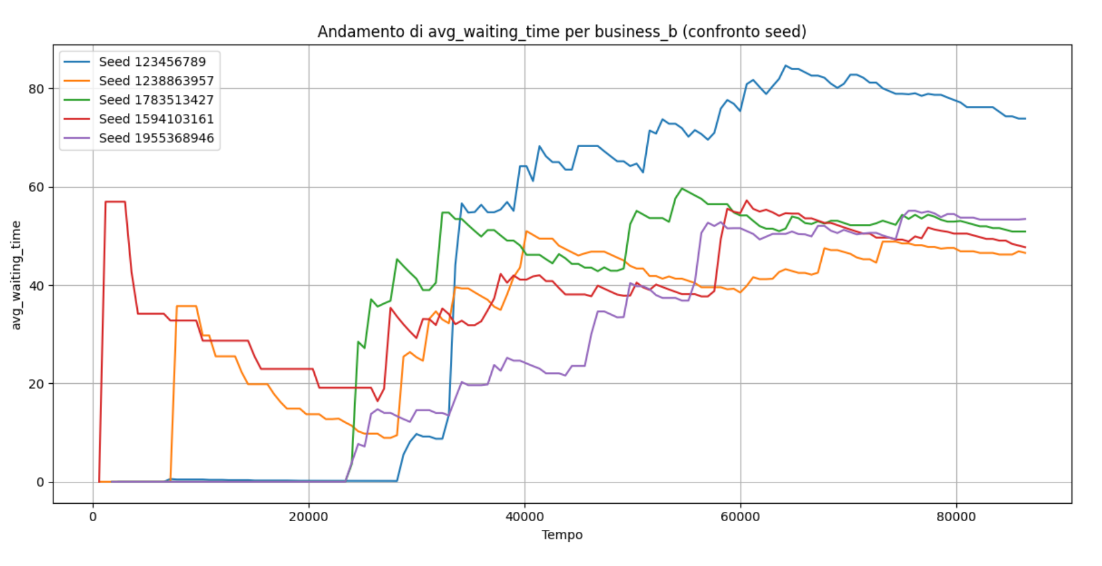 Andamento di avg_waiting_time per business_b (confronto seed)
Seed 123456789
Seed 1238863957
Seed 1783513427
Seed 1594103161
Seed 1955368946
80
60
40
20
0
avg_waiting_time
0 20000 40000 60000 80000
Tempo